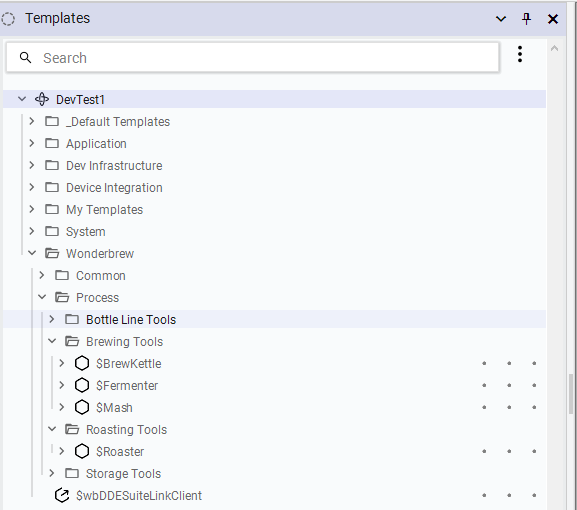 Templates
Search
DevTest1
_Default Templates
Application
Dev Infrastructure
Device Integration
My Templates
System
Wonderbrew
Common
Process
Bottle Line Tools
Brewing Tools
$BrewKettle
$Fermenter
$Mash
Roasting Tools
$Roaster
Storage Tools
$wbDDESuiteLinkClient